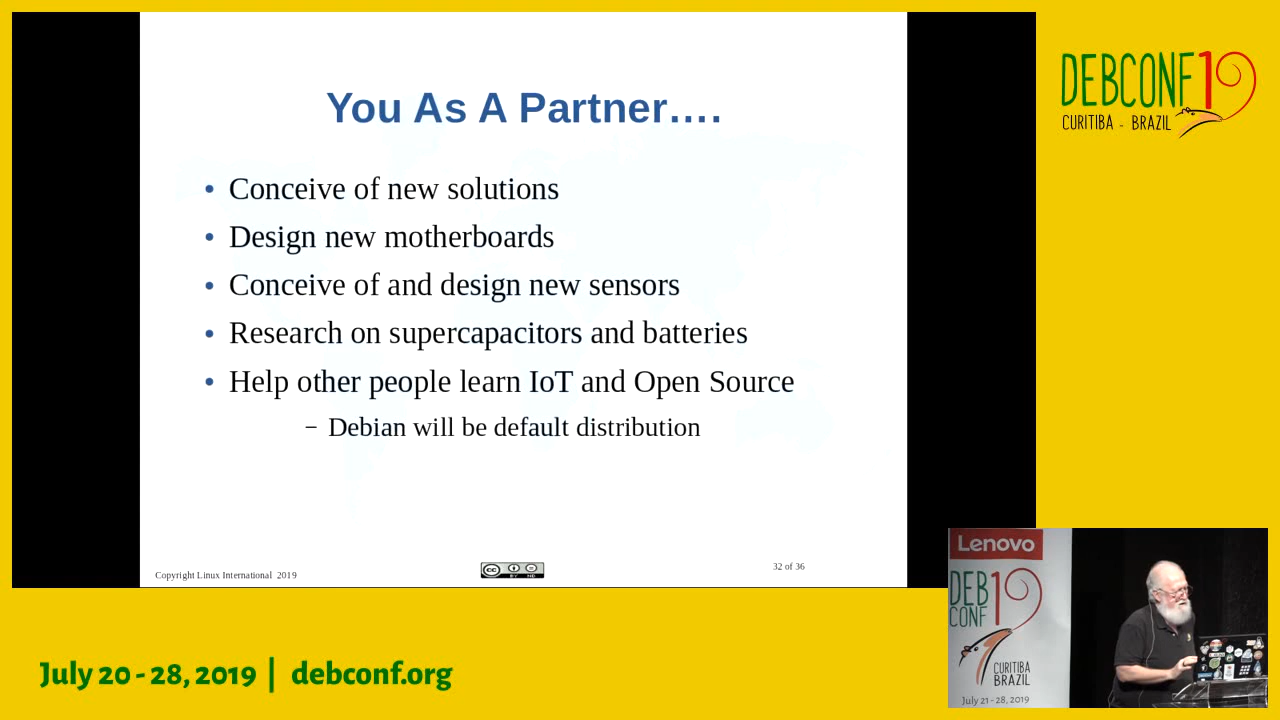 You As A Partner....
• Conceive of new solutions
• Design new motherboards
• Conceive of and design new sensors
• Research on supercapacitors and batteries
• Help other people learn IoT and Open Source
– Debian will be default distribution
Copyright Linux International 2019
cc
BY ND
32 of 36
DEBCONF19
CURITIBA - BRAZIL
Lenovo
DEB
CONF
19
CURITIBA
BRAZIL
July 21 - 28, 2019
July 20 - 28, 2019 | debconf.org